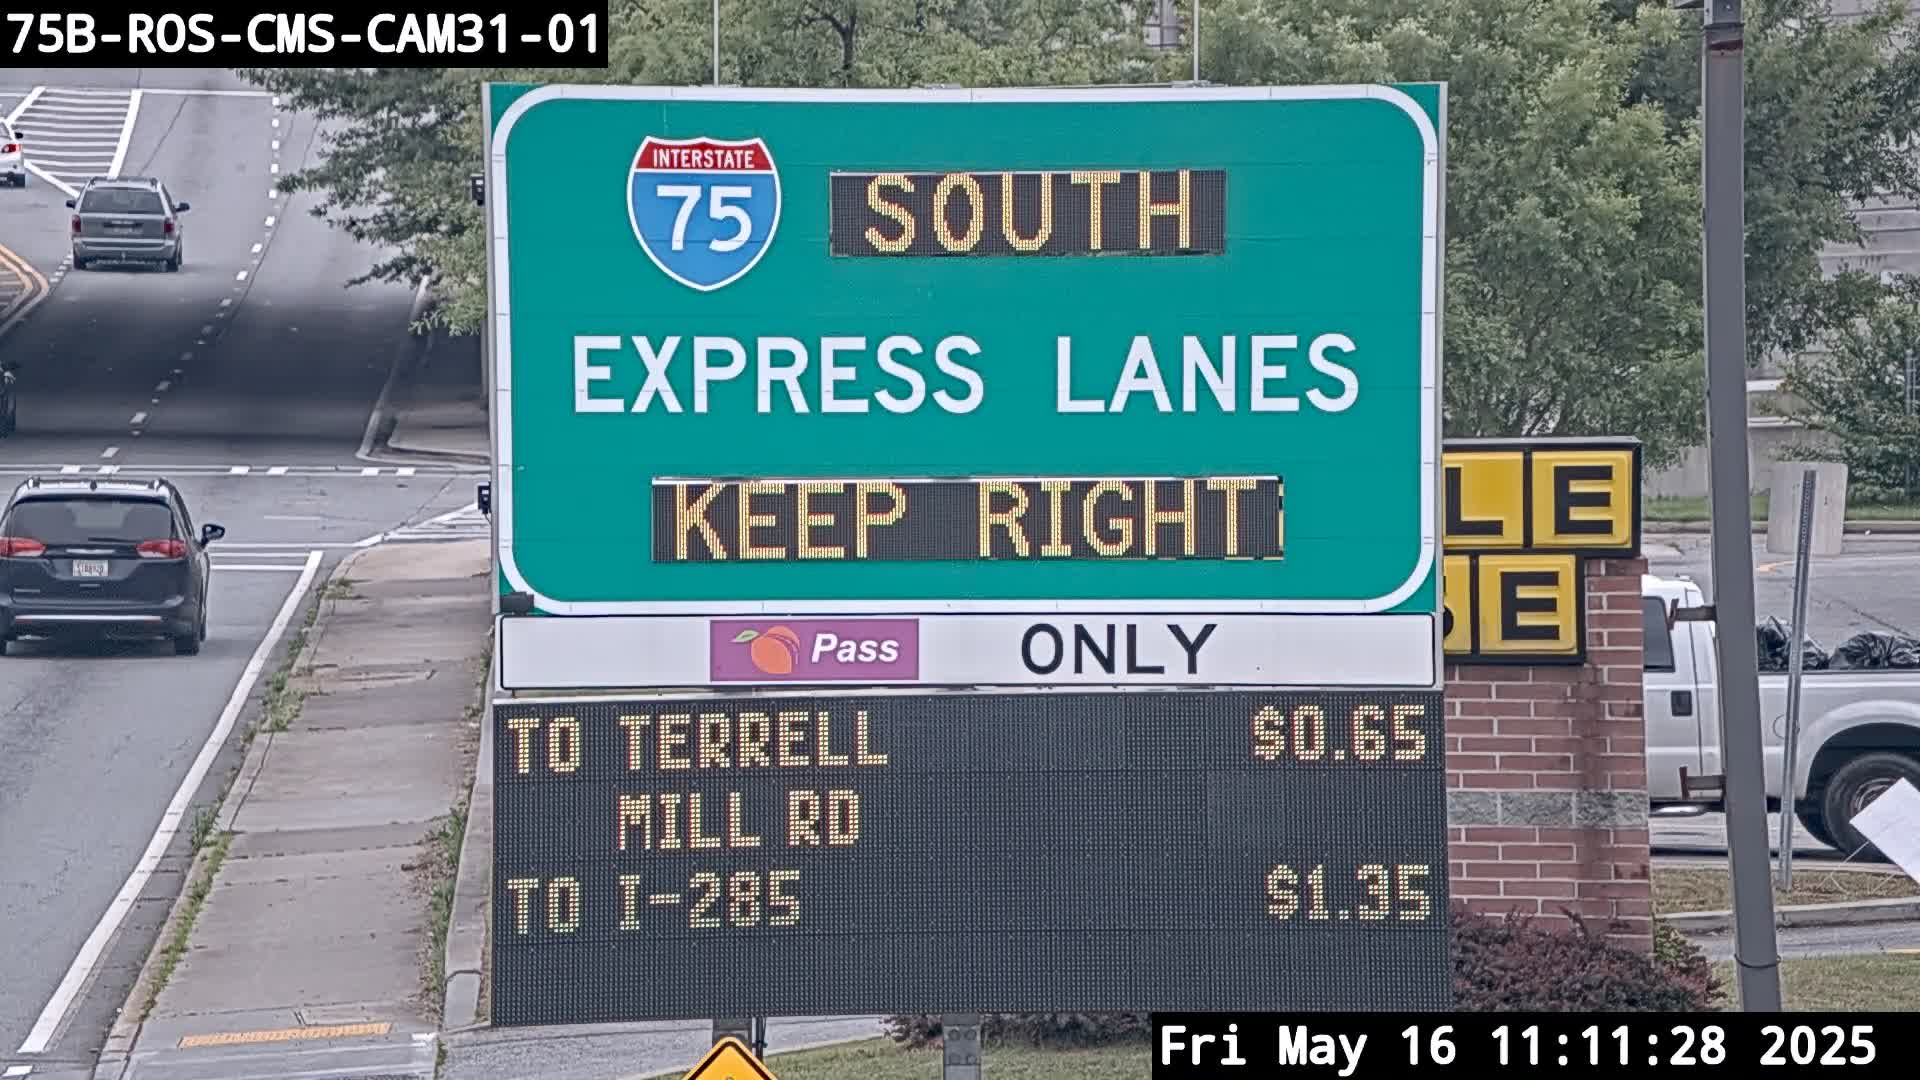 75B-ROS-CMS-CAM31-01
INTERSTATE
75
SOUTH
EXPRESS LANES
KEEP RIGHT
Pass ONLY
TO TERRELL $0.65
MILL RD
TO I-285 $1.35
LE
E
Fri May 16 11:11:28 2025